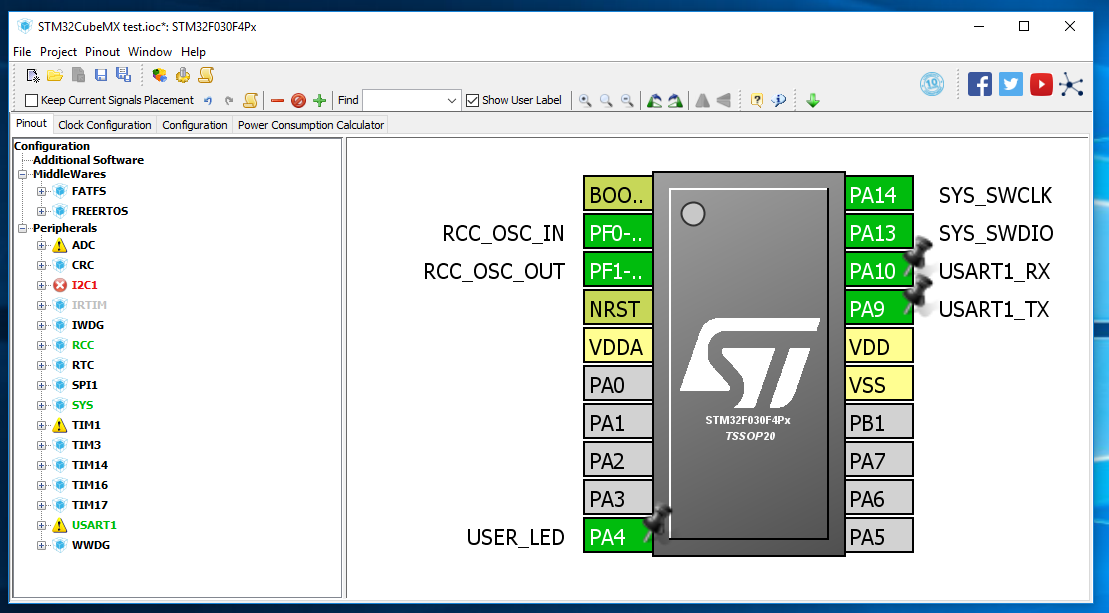 STM32CubeMX test.ioc*: STM32F030F4Px
File Project Pinout Window Help
Keep Current Signals Placement Find Show User Label
Pinout Clock Configuration Configuration Power Consumption Calculator
Configuration
Additional Software
MiddleWares
FATFS
FREERTOS
Peripherals
ADC
CRC
I2C1
IRTIM
IWDG
RCC
RTC
SPI1
SYS
TIM1
TIM3
TIM14
TIM16
TIM17
USART1
WWDG
BOO.. PA14 SYS_SWCLK
RCC_OSC_IN PF0-.. PA13 SYS_SWDIO
RCC_OSC_OUT PF1-.. PA10 USART1_RX
NRST PA9 USART1_TX
VDDA VDD
PA0 VSS
PA1 PB1
PA2 PA7
PA3 PA6
USER_LED PA4 PA5
ST
STM32F030F4Px
TSSOP20